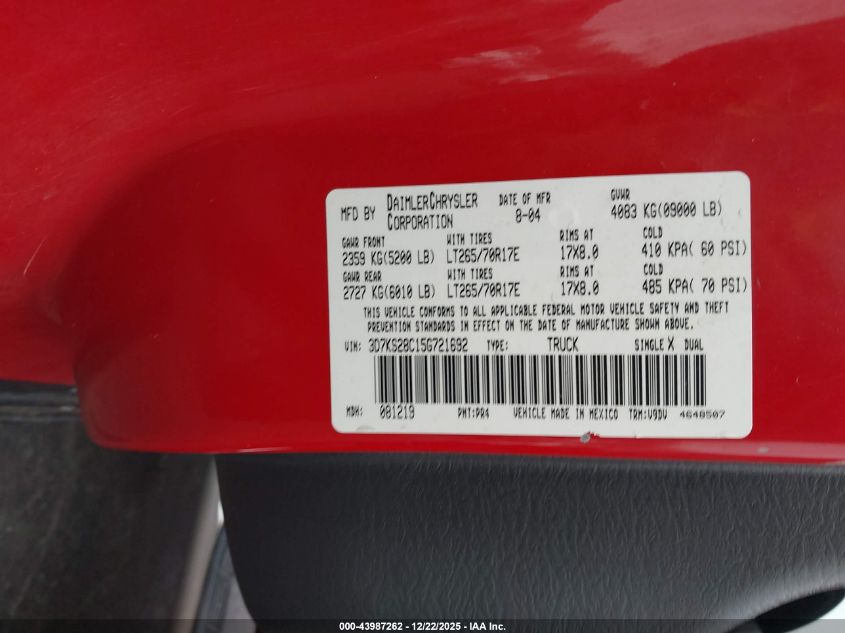 MFD BY DAIMLERCHRYSLER CORPORATION DATE OF MFR 8-04 GVWR 4083 KG(09000 LB)
GAWR FRONT WITH TIRES RIMS AT COLD
2359 KG(5200 LB) LT265/70R17E 17X8.0 410 KPA( 60 PSI)
GAWR REAR WITH TIRES RIMS AT COLD
2727 KG(6010 LB) LT265/70R17E 17X8.0 485 KPA( 70 PSI)
THIS VEHICLE CONFORMS TO ALL APPLICABLE FEDERAL MOTOR VEHICLE SAFETY AND THEFT
PREVENTION STANDARDS IN EFFECT ON THE DATE OF MANUFACTURE SHOWN ABOVE.
VIN: 3D7KS28C15G721692 TYPE: TRUCK SINGLE X DUAL
MDH: 081219 PNT:PR4 VEHICLE MADE IN MEXICO TRM:V9DV 4648507
000-43987262 - 12/22/2025 - IAA Inc.